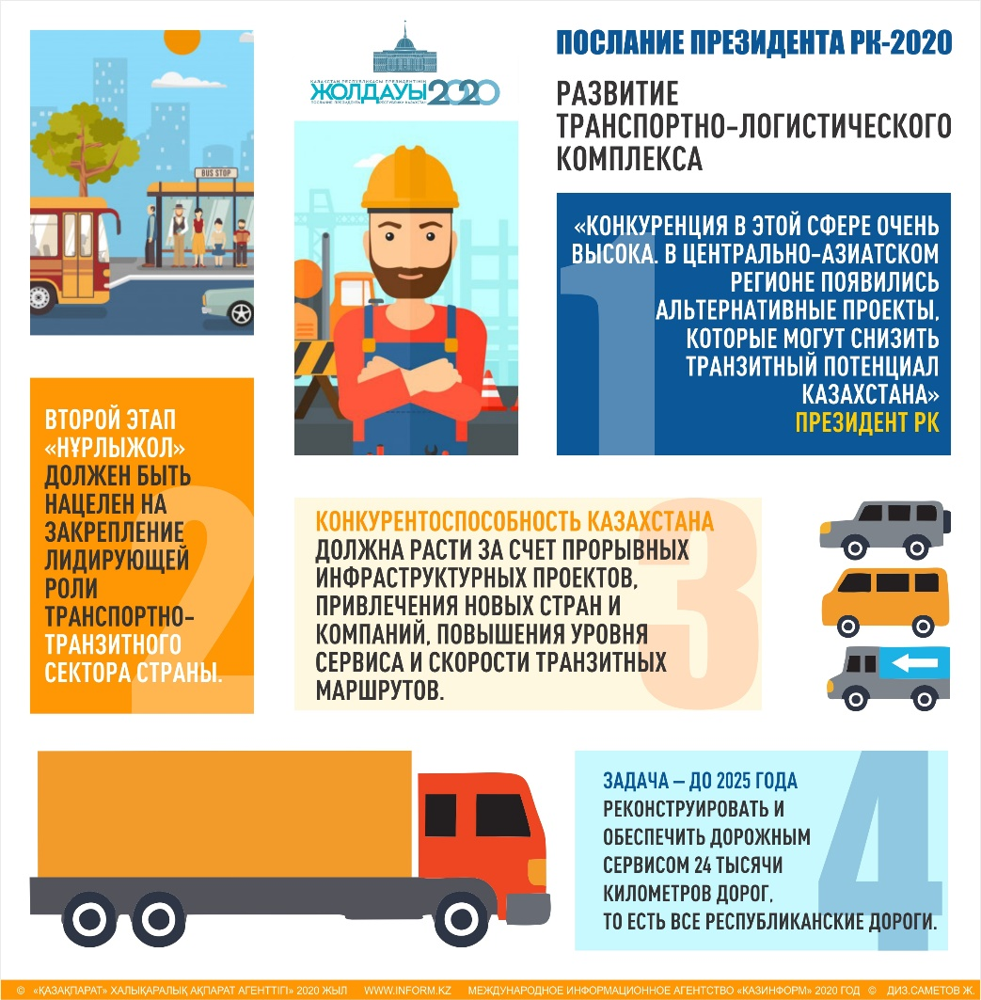 BUS STOP
ҚАЗАҚСТАН РЕСПУБЛИКАСЫ ПРЕЗИДЕНТІНІҢ
ЖОЛДАУЫ 2020
ПОСЛАНИЕ ПРЕЗИДЕНТА РЕСПУБЛИКИ КАЗАХСТАН
ПОСЛАНИЕ ПРЕЗИДЕНТА РК-2020
РАЗВИТИЕ
ТРАНСПОРТНО-ЛОГИСТИЧЕСКОГО
КОМПЛЕКСА
1
«КОНКУРЕНЦИЯ В ЭТОЙ СФЕРЕ ОЧЕНЬ
ВЫСОКА. В ЦЕНТРАЛЬНО-АЗИАТСКОМ
РЕГИОНЕ ПОЯВИЛИСЬ
АЛЬТЕРНАТИВНЫЕ ПРОЕКТЫ,
КОТОРЫЕ МОГУТ СНИЗИТЬ
ТРАНЗИТНЫЙ ПОТЕНЦИАЛ
КАЗАХСТАНА»
ПРЕЗИДЕНТ РК
2
ВТОРОЙ ЭТАП
«НҰРЛЫЖОЛ»
ДОЛЖЕН БЫТЬ
НАЦЕЛЕН НА
ЗАКРЕПЛЕНИЕ
ЛИДИРУЮЩЕЙ
РОЛИ
ТРАНСПОРТНО-
ТРАНЗИТНОГО
СЕКТОРА СТРАНЫ.
3
КОНКУРЕНТОСПОСОБНОСТЬ КАЗАХСТАНА
ДОЛЖНА РАСТИ ЗА СЧЕТ ПРОРЫВНЫХ
ИНФРАСТРУКТУРНЫХ ПРОЕКТОВ,
ПРИВЛЕЧЕНИЯ НОВЫХ СТРАН И
КОМПАНИЙ, ПОВЫШЕНИЯ УРОВНЯ
СЕРВИСА И СКОРОСТИ ТРАНЗИТНЫХ
МАРШРУТОВ.
4
ЗАДАЧА – ДО 2025 ГОДА
РЕКОНСТРУИРОВАТЬ И
ОБЕСПЕЧИТЬ ДОРОЖНЫМ
СЕРВИСОМ 24 ТЫСЯЧИ
КИЛОМЕТРОВ ДОРОГ,
ТО ЕСТЬ ВСЕ РЕСПУБЛИКАНСКИЕ ДОРОГИ.
© «ҚАЗАҚПАРАТ» ХАЛЫҚАРАЛЫҚ АҚПАРАТ АГЕНТТІГІ» 2020 ЖЫЛ WWW.INFORM.KZ МЕЖДУНАРОДНОЕ ИНФОРМАЦИОННОЕ АГЕНТСТВО «КАЗИНФОРМ» 2020 ГОД © ДИЗ.САМЕТОВ Ж.